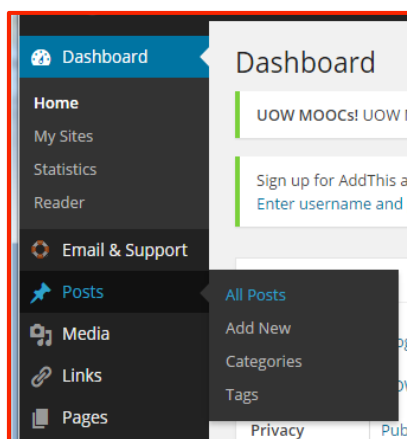 Dashboard
Home
My Sites
Statistics
Reader
Email & Support
Posts
Media
Links
Pages
All Posts
Add New
Categories
Tags
Dashboard
UOW MOOCs! UOW
Sign up for AddThis a
Enter username and
Privacy
Pub